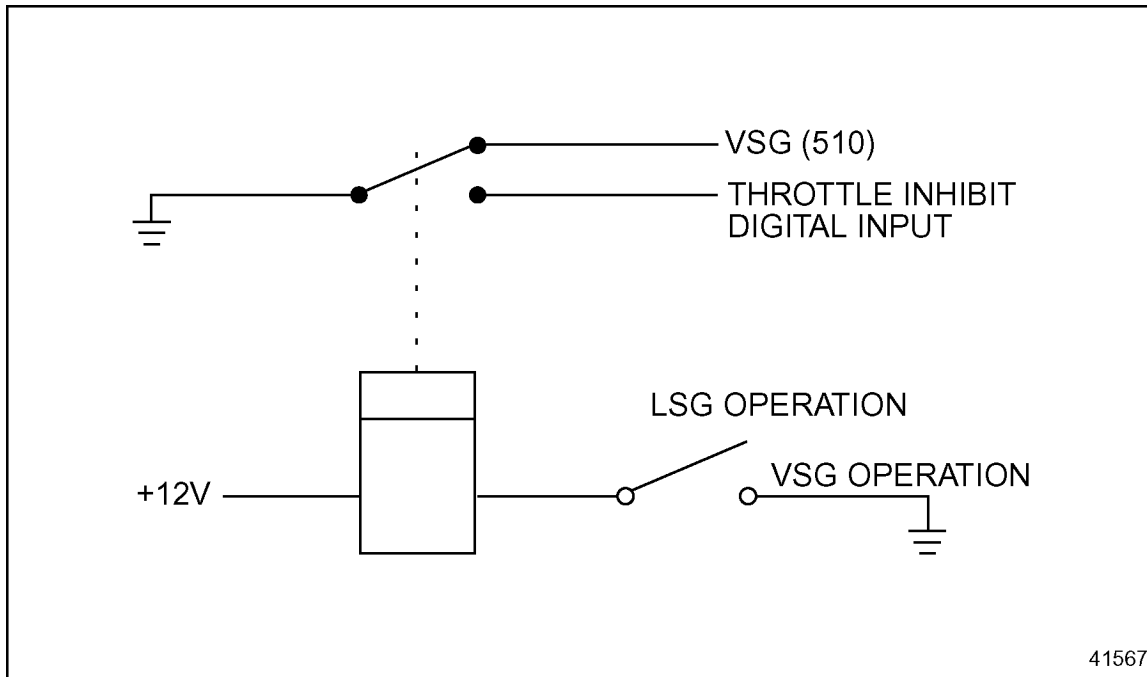 VSG (510)
THROTTLE INHIBIT
DIGITAL INPUT
LSG OPERATION
VSG OPERATION
+12V
41567